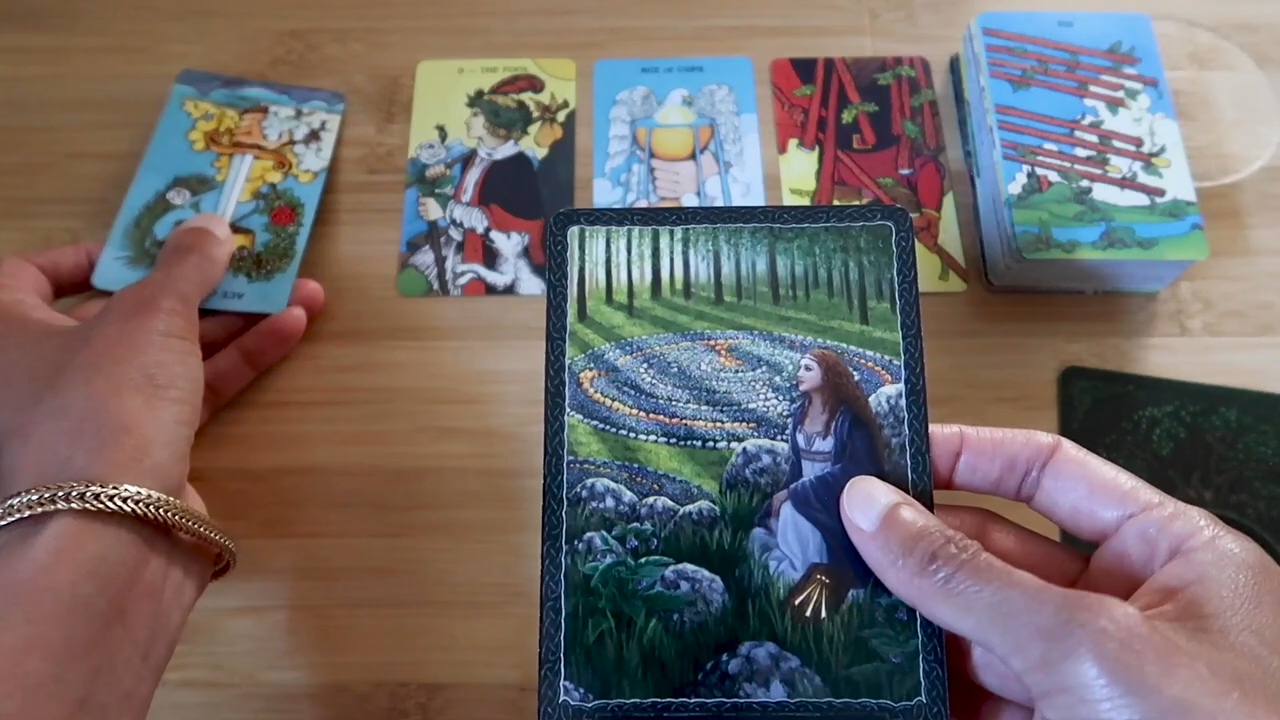 0 — THE FOOL
ACE OF CUPS
ACE